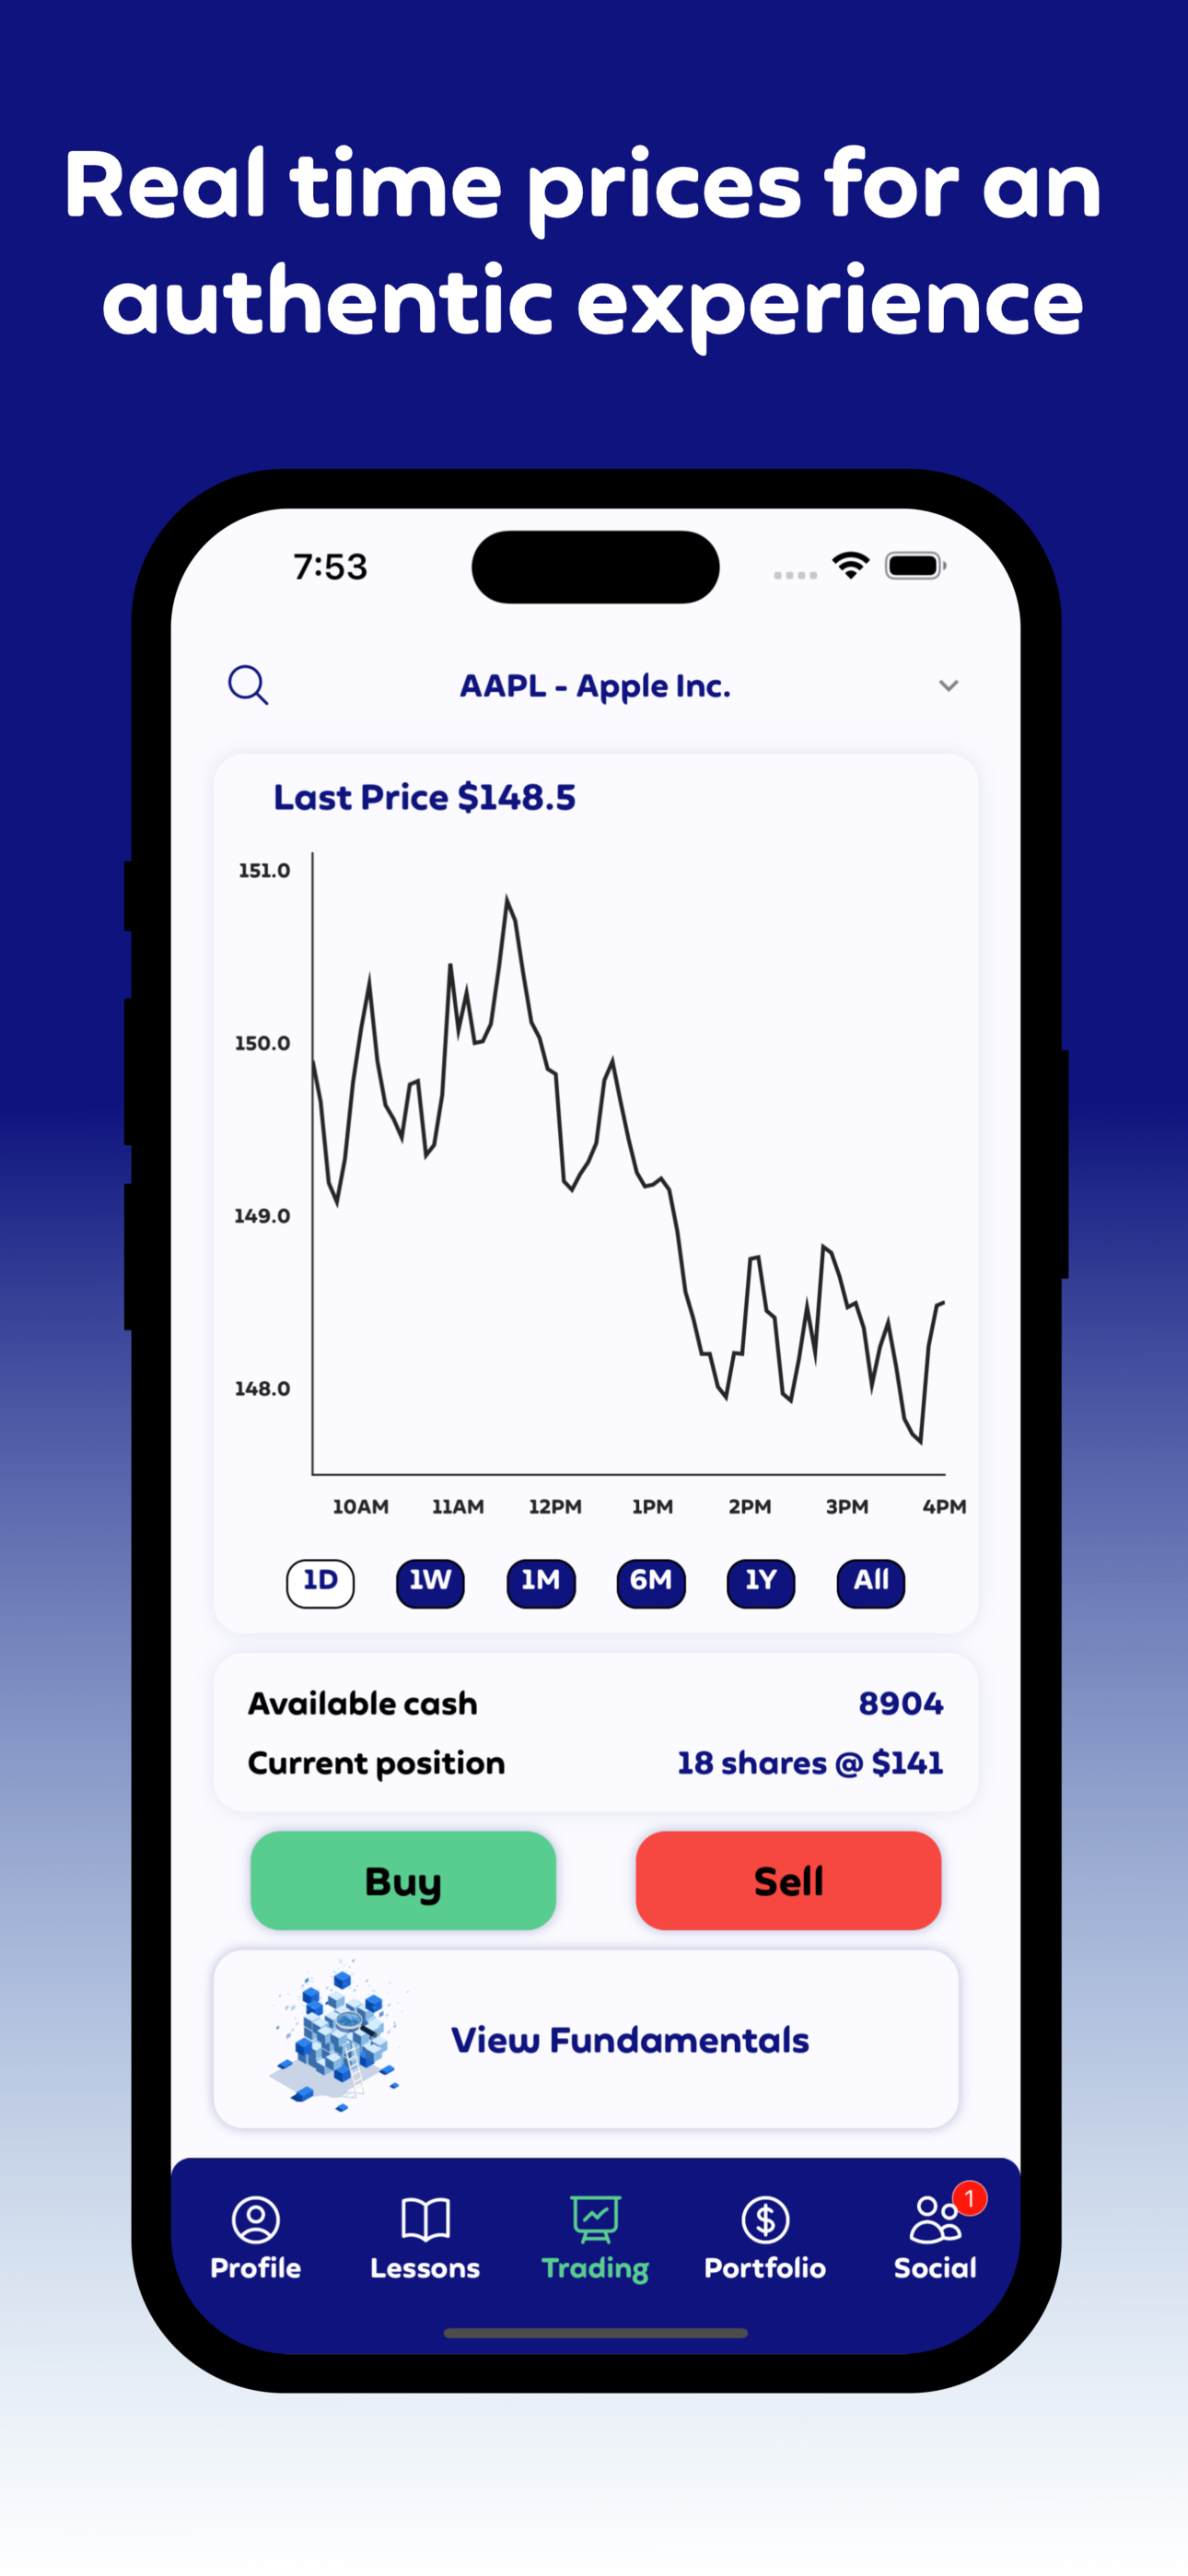 Real time prices for an
authentic experience
7:53
AAPL - Apple Inc.
Last Price $148.5
151.0
150.0
149.0
148.0
10AM 11AM 12PM 1PM 2PM 3PM 4PM
1D 1W 1M 6M 1Y All
Available cash 8904
Current position 18 shares @ $141
Buy Sell
View Fundamentals
1
Profile Lessons Trading Portfolio Social